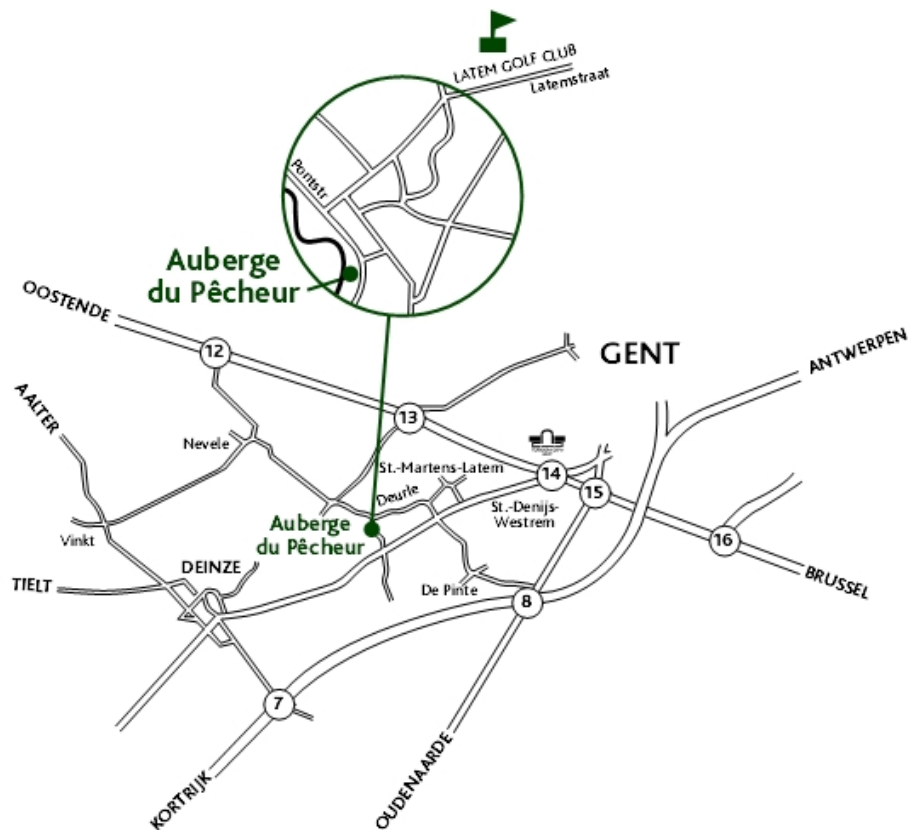 LATEM GOLF CLUB
Latemstraat
Pontstr
Auberge
du Pêcheur
OOSTENDE
12
GENT
ANTWERPEN
AALTER
13
Nevele
St.-Martens-Latem
14
15
Deurle
St.-Denijs-
Westrem
Auberge
du Pêcheur
Vinkt
16
DEINZE
TIELT
De Pinte
BRUSSEL
8
7
KORTRIJK
OUDENAARDE